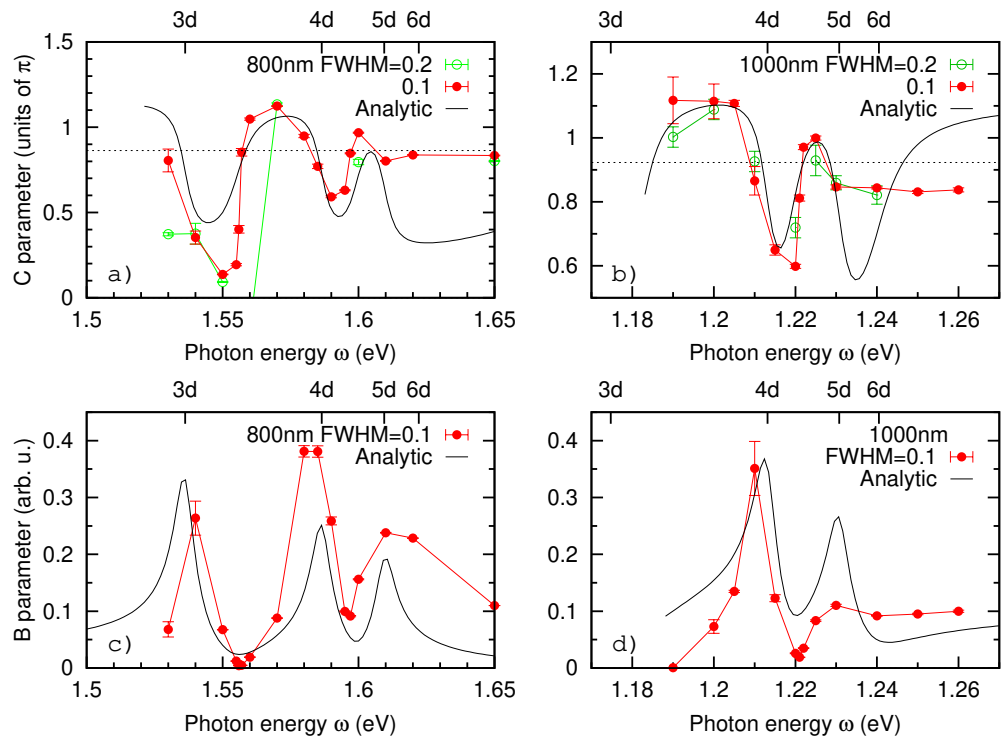 3d 4d 5d 6d
C parameter (units of π)
1.5
1
0.5
0
800nm FWHM=0.2
0.1
Analytic
a)
1.5 1.55 1.6 1.65
Photon energy ω (eV)
3d 4d 5d 6d
1.2
1
0.8
0.6
1000nm FWHM=0.2
0.1
Analytic
b)
1.18 1.2 1.22 1.24 1.26
Photon energy ω (eV)
3d 4d 5d 6d
B parameter (arb. u.)
0.4
0.3
0.2
0.1
0
800nm FWHM=0.1
Analytic
c)
1.5 1.55 1.6 1.65
Photon energy ω (eV)
3d 4d 5d 6d
0.4
0.3
0.2
0.1
0
1000nm
FWHM=0.1
Analytic
d)
1.18 1.2 1.22 1.24 1.26
Photon energy ω (eV)